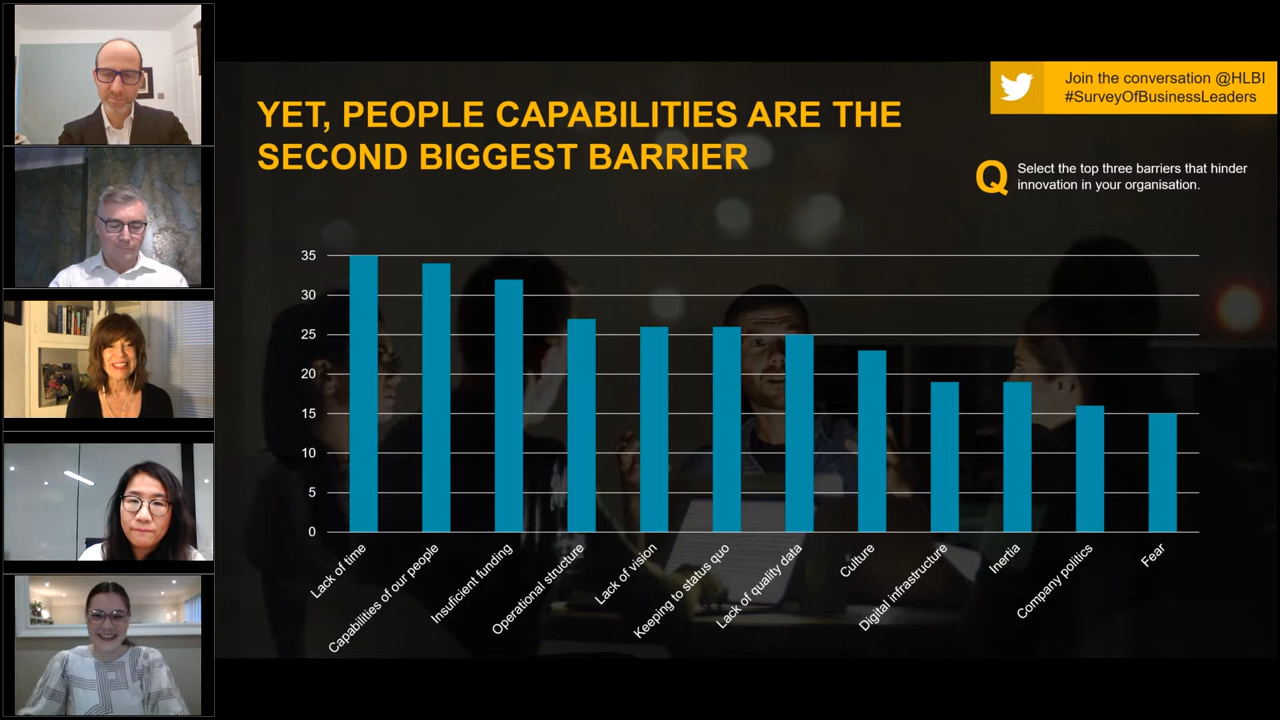 Join the conversation @HLBI
#SurveyOfBusinessLeaders
YET, PEOPLE CAPABILITIES ARE THE
SECOND BIGGEST BARRIER
Q
Select the top three barriers that hinder
innovation in your organisation.
35
30
25
20
15
10
5
0
Lack of time
Capabilities of our people
Insufficient funding
Operational structure
Lack of vision
Keeping to status quo
Lack of quality data
Culture
Digital infrastructure
Inertia
Company politics
Fear